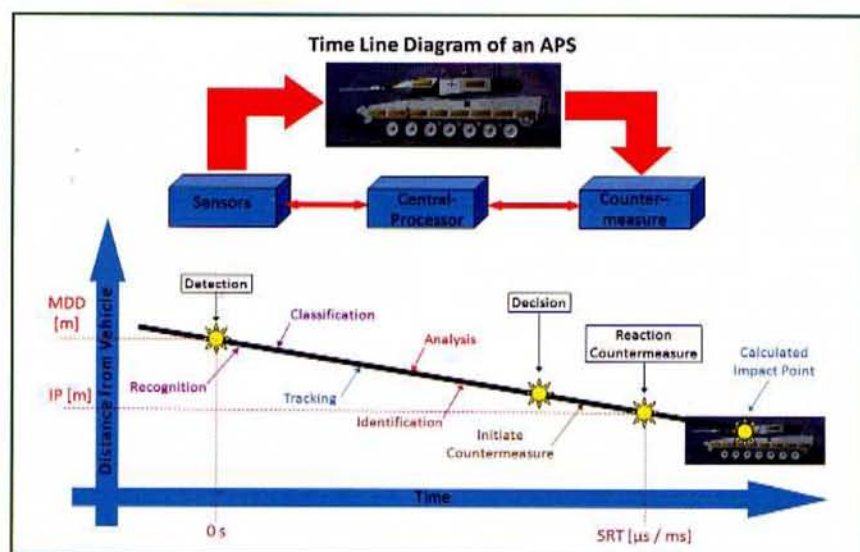 Time Line Diagram of an APS
Sensors
Central-
Processor
Counter-
measure
Detection
MDD
[m]
Classification
Decision
Analysis
Reaction
Countermeasure
Calculated
Impact Point
Recognition
Tracking
IP [m]
Identification
Initiate
Countermeasure
Distance from Vehicle
Time
0 s
SRT [µs / ms]